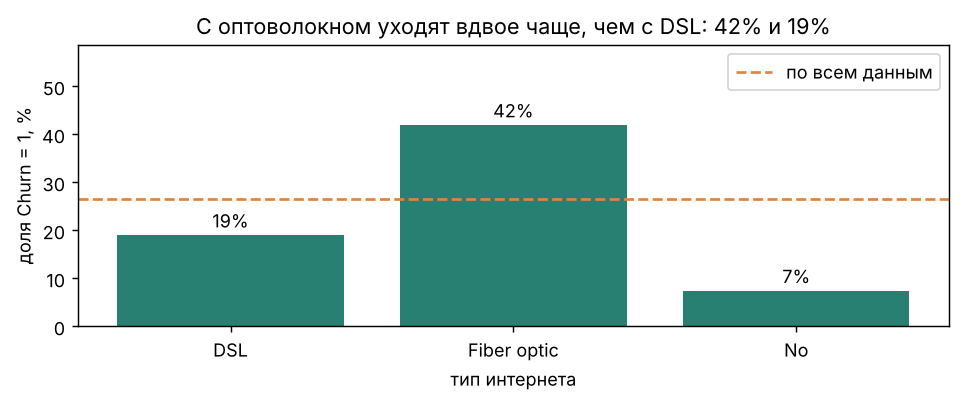 С оптоволокном уходят вдвое чаще, чем с DSL: 42% и 19%
по всем данным
доля Churn = 1, %
50
40
30
20
10
0
19%
42%
7%
DSL
Fiber optic
No
тип интернета